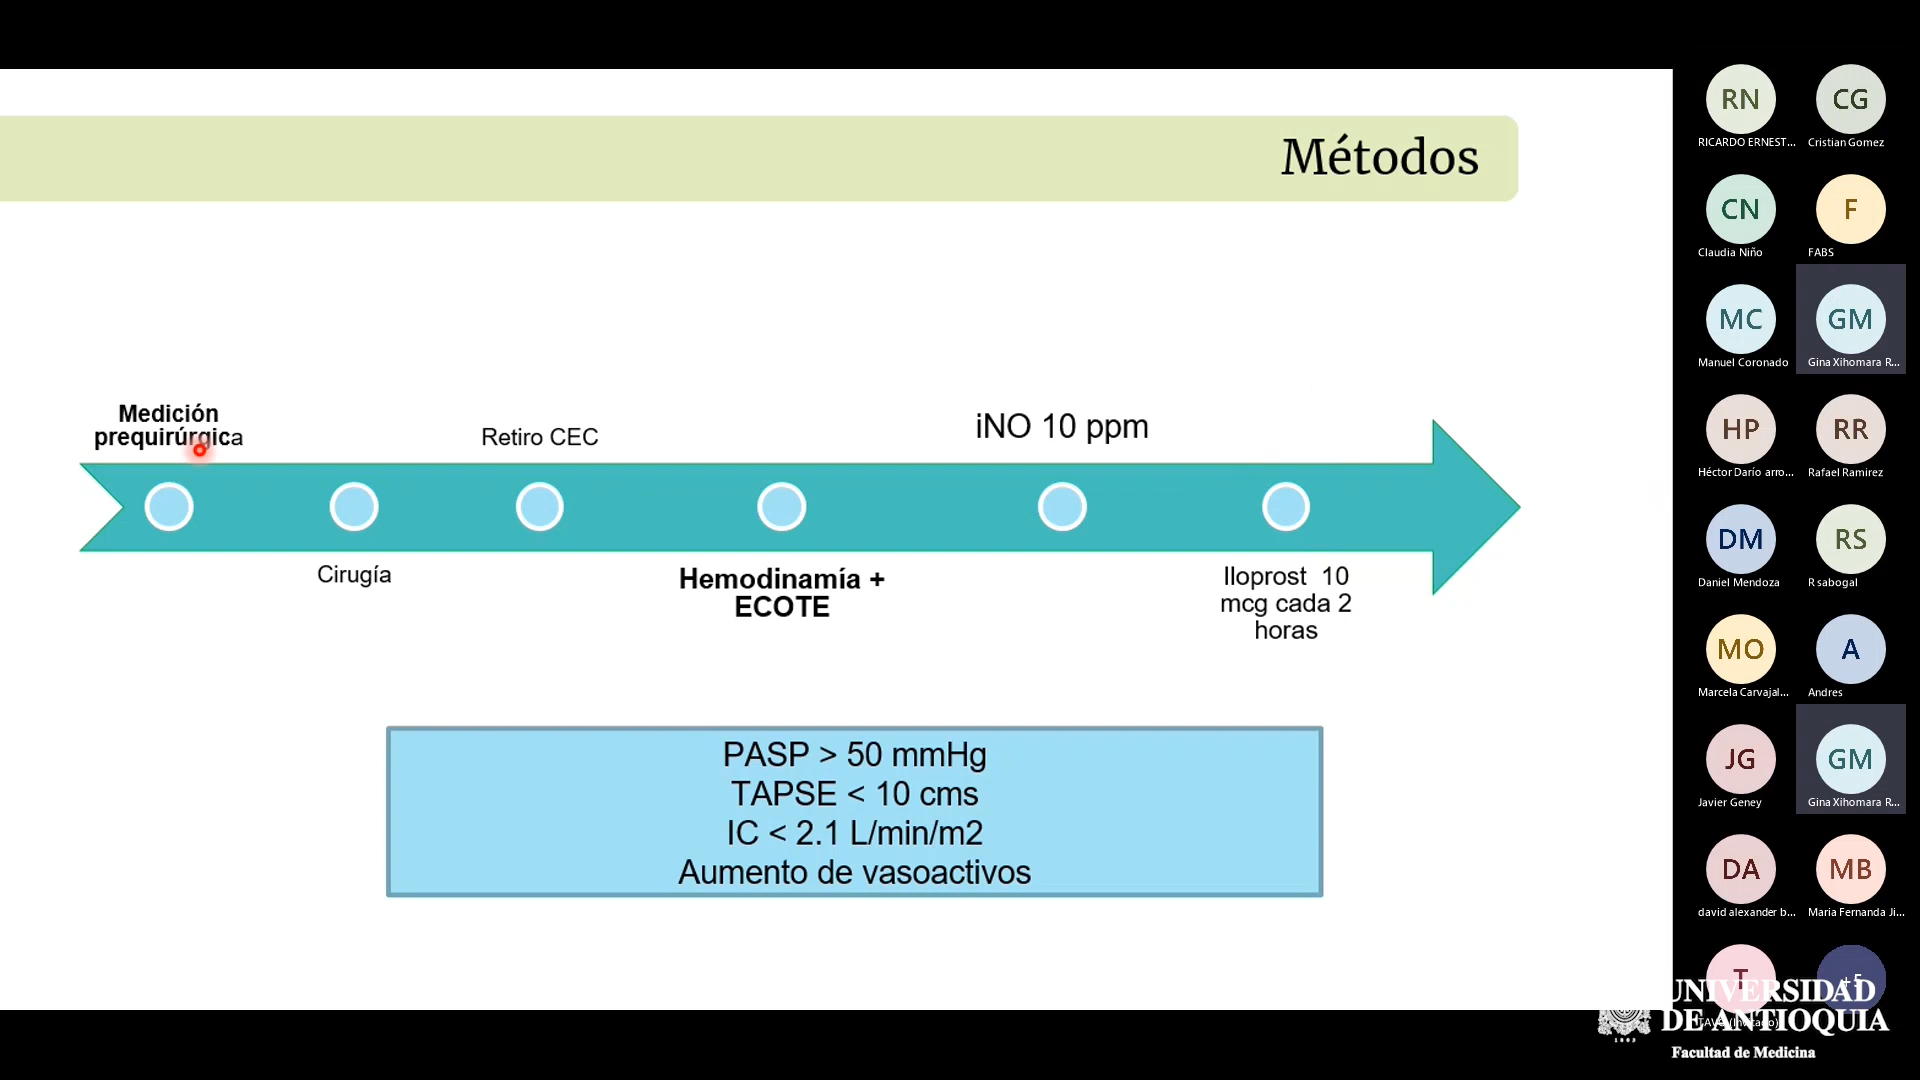 Métodos
Medición
prequirúrgica
Retiro CEC
iNO 10 ppm
Cirugía
Hemodinamía +
ECOTE
Iloprost 10
mcg cada 2
horas
PASP > 50 mmHg
TAPSE < 10 cms
IC < 2.1 L/min/m2
Aumento de vasoactivos
RN
RICARDO ERNEST...
CG
Cristian Gomez
CN
Claudia Niño
F
FABS
MC
Manuel Coronado
GM
Gina Xihomara R...
HP
Héctor Darío arro...
RR
Rafael Ramirez
DM
Daniel Mendoza
RS
R sabogal
MO
Marcela Carvajal...
A
Andres
JG
Javier Geney
GM
Gina Xihomara R...
DA
david alexander b...
MB
Maria Fernanda Ji...
T
+5
UNIVERSIDAD
DE ANTIOQUIA
1803
Facultad de Medicina